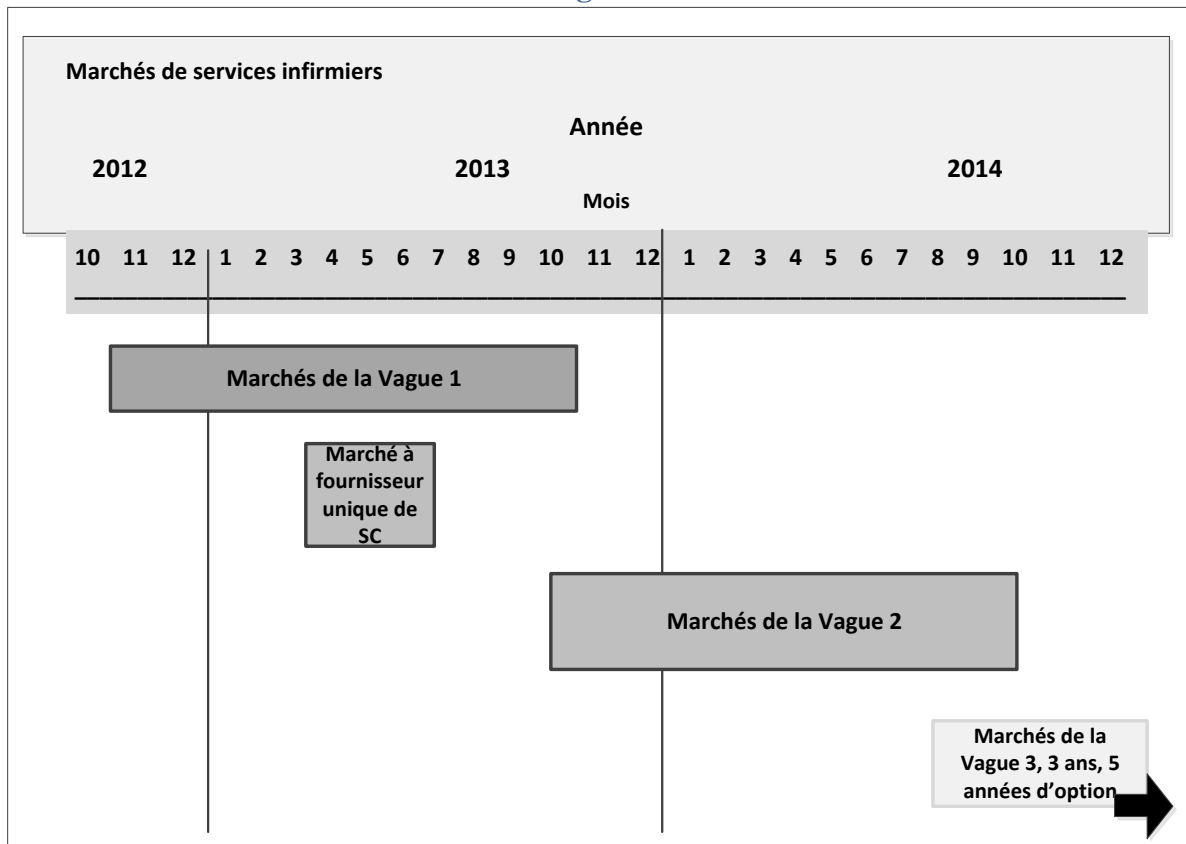 Marchés de services infirmiers
Année
2012 2013 2014
Mois
10 11 12 1 2 3 4 5 6 7 8 9 10 11 12 1 2 3 4 5 6 7 8 9 10 11 12
Marchés de la Vague 1
Marché à
fournisseur
unique de
SC
Marchés de la Vague 2
Marchés de la
Vague 3, 3 ans, 5
années d'option